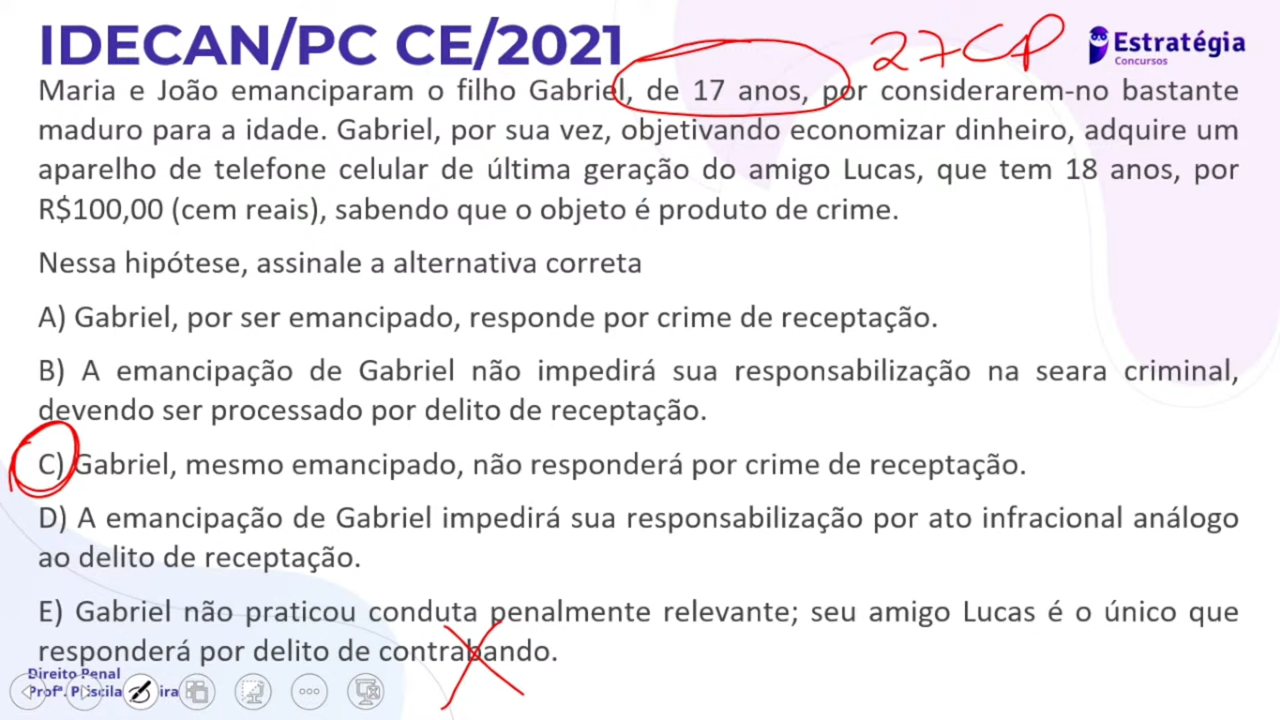 IDECAN/PC CE/2021
27 CP
Estratégia
Concursos
Maria e João emanciparam o filho Gabriel, de 17 anos, por considerarem-no bastante
maduro para a idade. Gabriel, por sua vez, objetivando economizar dinheiro, adquire um
aparelho de telefone celular de última geração do amigo Lucas, que tem 18 anos, por
R$100,00 (cem reais), sabendo que o objeto é produto de crime.
Nessa hipótese, assinale a alternativa correta
A) Gabriel, por ser emancipado, responde por crime de receptação.
B) A emancipação de Gabriel não impedirá sua responsabilização na seara criminal,
devendo ser processado por delito de receptação.
C) Gabriel, mesmo emancipado, não responderá por crime de receptação.
D) A emancipação de Gabriel impedirá sua responsabilização por ato infracional análogo
ao delito de receptação.
E) Gabriel não praticou conduta penalmente relevante; seu amigo Lucas é o único que
responderá por delito de contrabando.
Direito Penal
Profª.